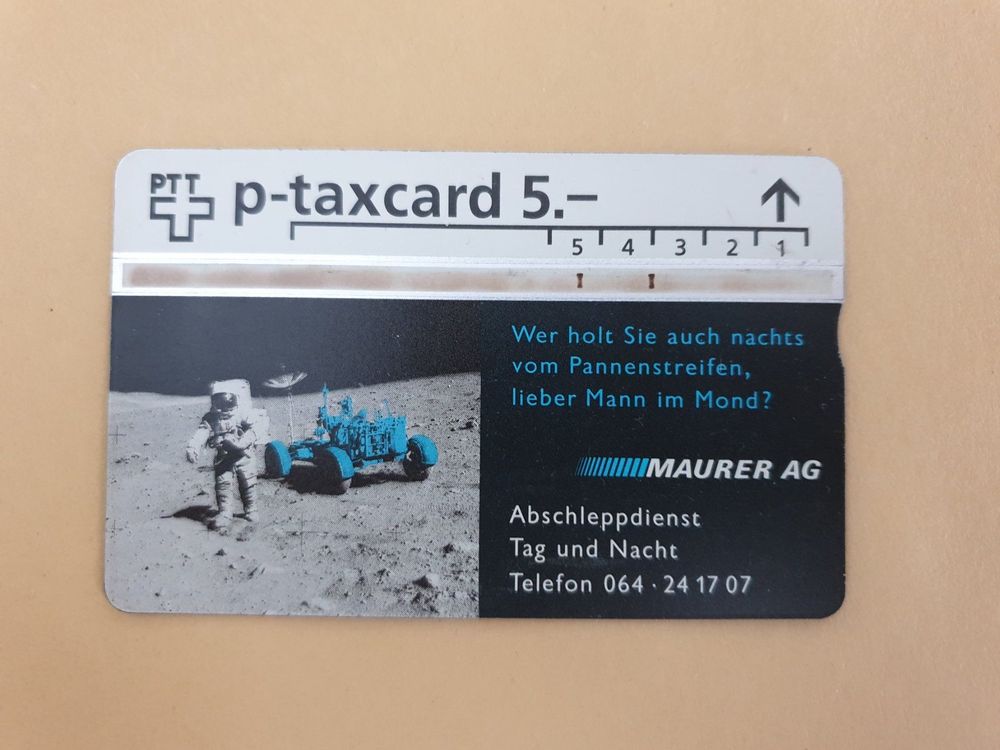 PTT
p-taxcard 5.–
5 4 3 2 1
Wer holt Sie auch nachts
vom Pannenstreifen,
lieber Mann im Mond?
MAURER AG
Abschleppdienst
Tag und Nacht
Telefon 064 · 24 17 07